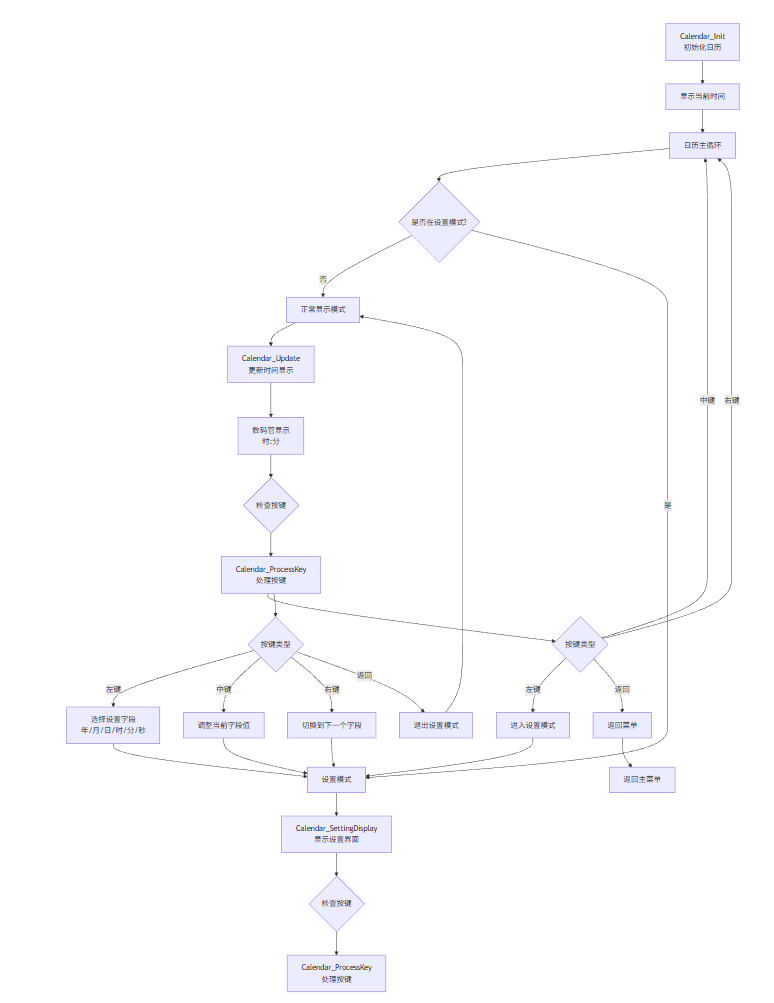 Calendar_Init
初始化日历
显示当前时间
日历主循环
是否在设置模式?
否
正常显示模式
Calendar_Update
更新时间显示
中键
右键
数码管显示
时:分
检查按键
是
Calendar_ProcessKey
处理按键
按键类型
按键类型
返回
左键
中键
右键
左键
返回
选择设置字段
年/月/日/时/分/秒
调整当前字段值
切换到下一个字段
退出设置模式
进入设置模式
返回菜单
设置模式
返回主菜单
Calendar_SettingDisplay
显示设置界面
检查按键
Calendar_ProcessKey
处理按键